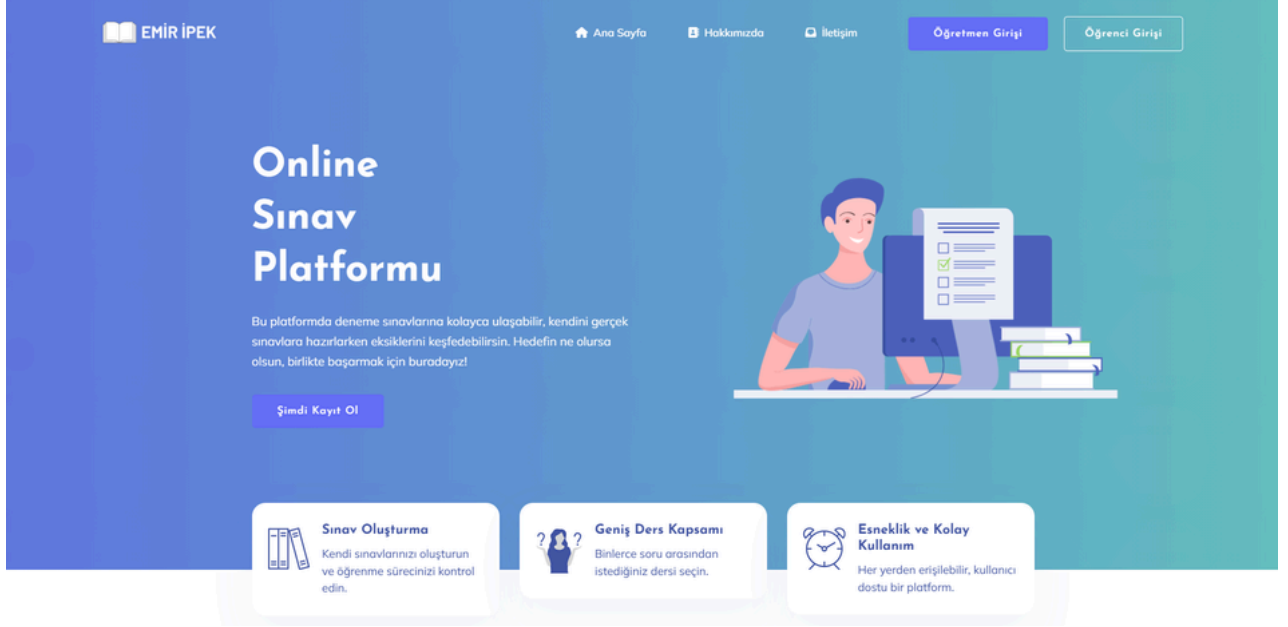 EMİR İPEK
Ana Sayfa
Hakkımızda
İletişim
Öğretmen Girişi
Öğrenci Girişi
Online
Sınav
Platformu
Bu platformda deneme sınavlarına kolayca ulaşabilir, kendini gerçek
sınavlara hazırlarken eksiklerini keşfedebilirsin. Hedefin ne olursa
olsun, birlikte başarmak için buradayız!
Şimdi Kayıt Ol
Sınav Oluşturma
Kendi sınavlarınızı oluşturun
ve öğrenme sürecinizi kontrol
edin.
? ?
Geniş Ders Kapsamı
Binlerce soru arasından
istediğiniz dersi seçin.
Esneklik ve Kolay
Kullanım
Her yerden erişilebilir, kullanıcı
dostu bir platform.